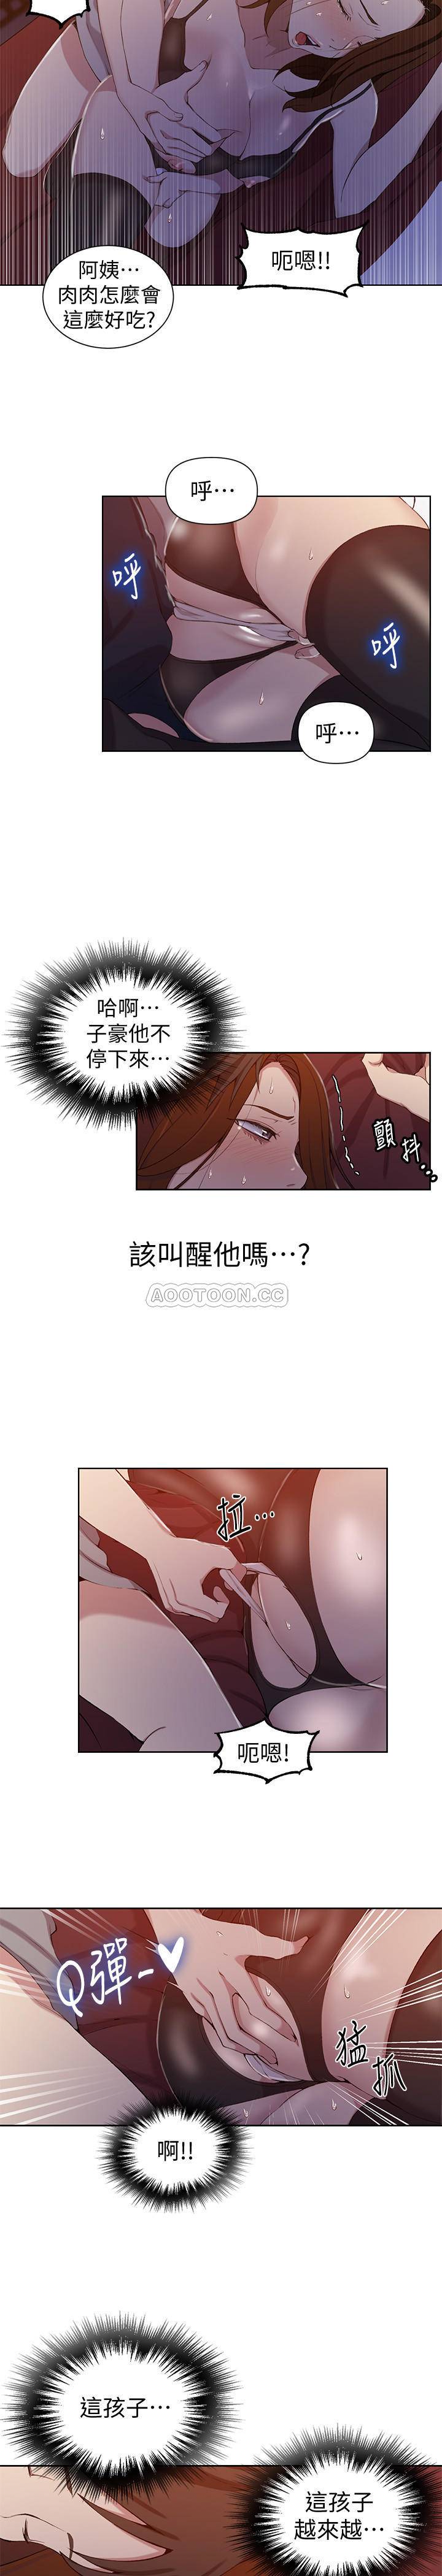 阿姨…
肉肉怎麼會
這麼好吃?
呃嗯!!
呼…
呼
呼
呼…
哈啊…
子豪他不
停下來…
顫抖…
該叫醒他嗎…?
AOOTOON.CC
拉…
呃嗯!
Q彈~♥
猛抓
啊!!
這孩子…
這孩子
越來越…